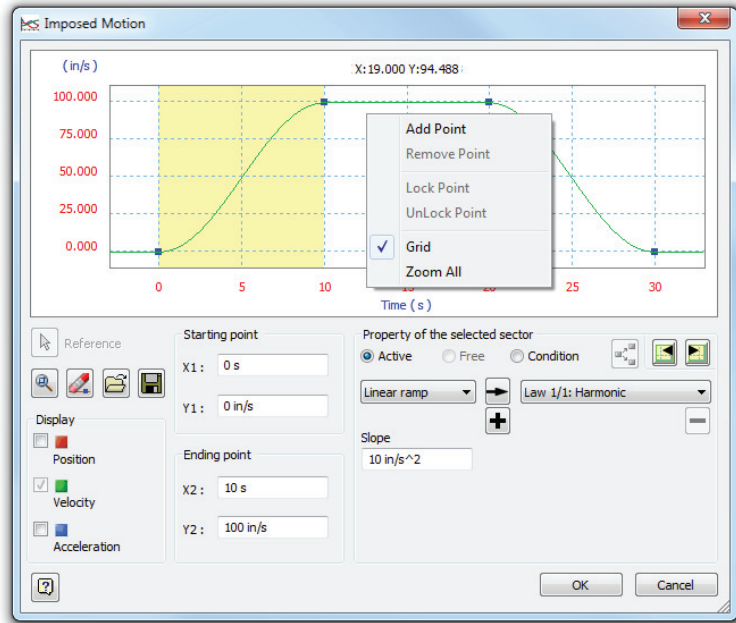 Imposed Motion
(in/s)
X:19.000 Y:94.488
100.000
75.000
50.000
25.000
0.000
Add Point
Remove Point
Lock Point
UnLock Point
Grid
Zoom All
0 5 10 15 20 25 30
Time (s)
Reference
Display
Position
Velocity
Acceleration
Starting point
X1: 0 s
Y1: 0 in/s
Ending point
X2: 10 s
Y2: 100 in/s
Property of the selected sector
Active Free Condition
Linear ramp Law 1/1: Harmonic
Slope
10 in/s^2
OK Cancel